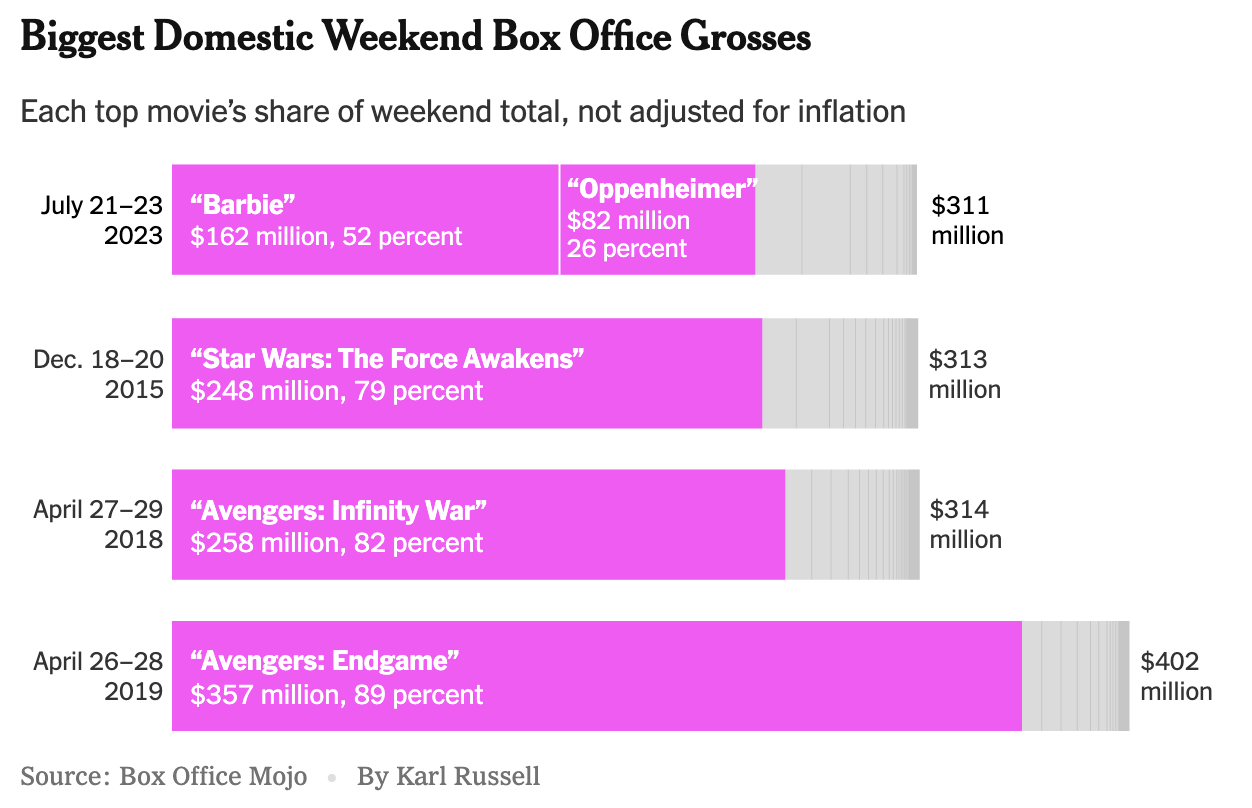 Biggest Domestic Weekend Box Office Grosses
Each top movie’s share of weekend total, not adjusted for inflation
July 21–23
2023
“Barbie”
$162 million, 52 percent
“Oppenheimer”
$82 million
26 percent
$311
million
Dec. 18–20
2015
“Star Wars: The Force Awakens”
$248 million, 79 percent
$313
million
April 27–29
2018
“Avengers: Infinity War”
$258 million, 82 percent
$314
million
April 26–28
2019
“Avengers: Endgame”
$357 million, 89 percent
$402
million
Source: Box Office Mojo • By Karl Russell